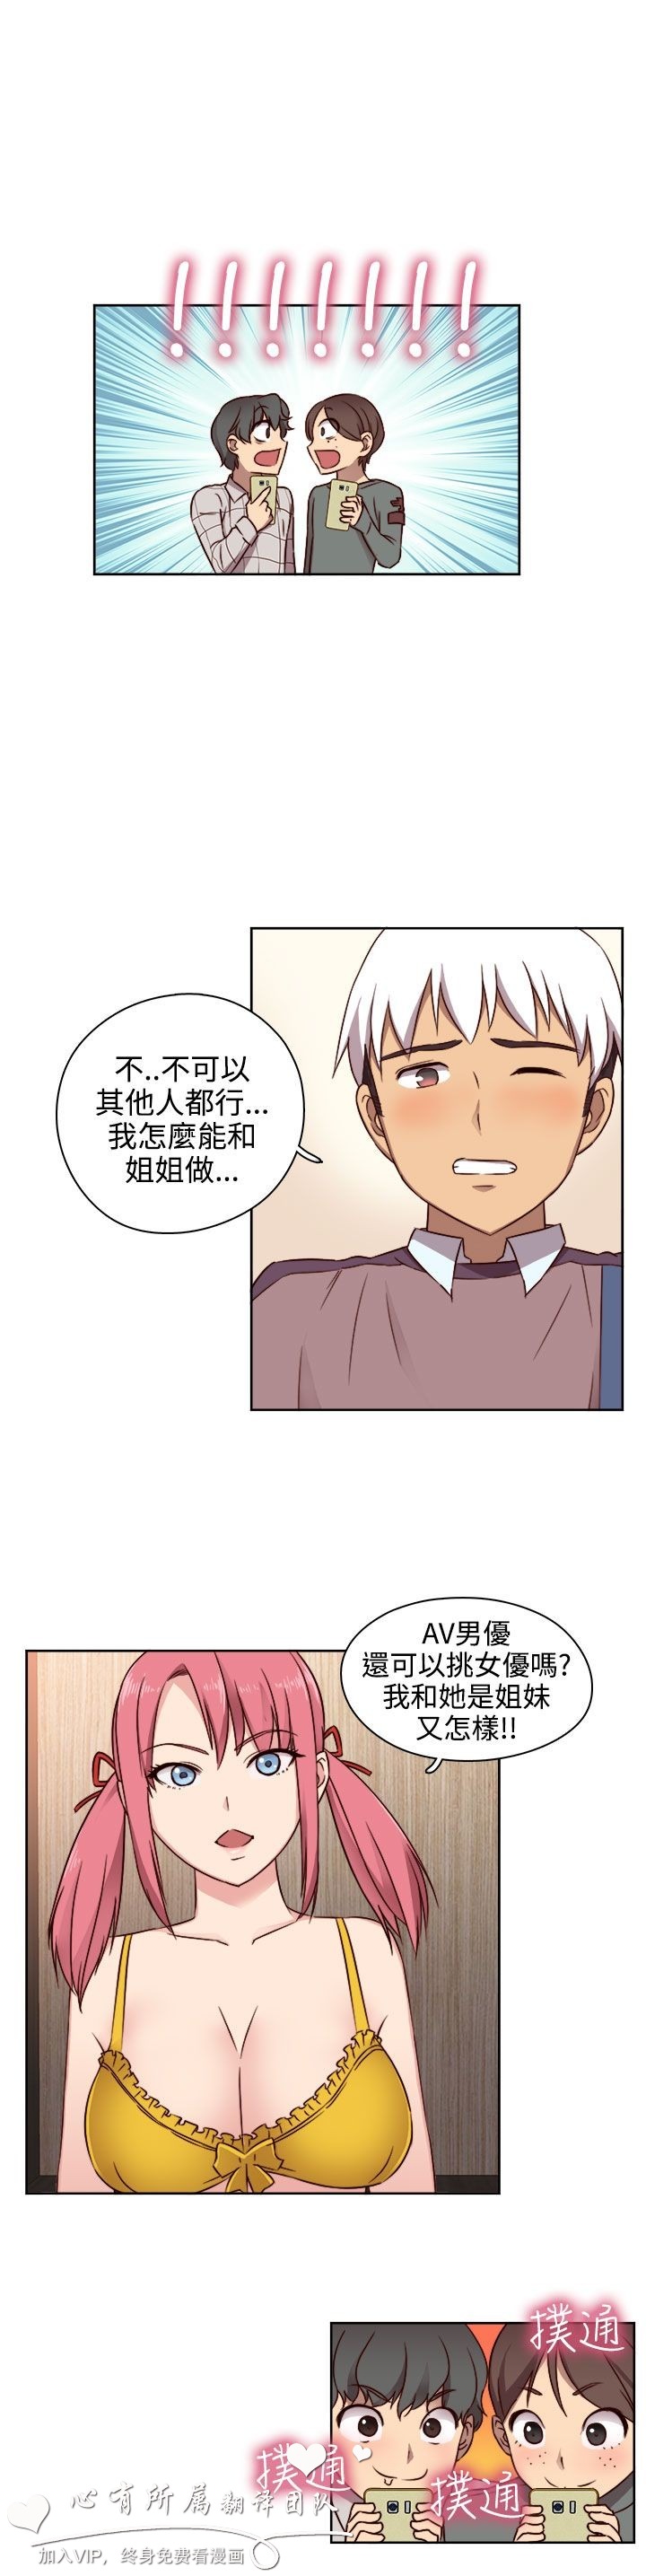 !!!!!!!
不..不可以
其他人都行...
我怎麼能和
姐姐做...
AV男優
還可以挑女優嗎?
我和她是姐妹
又怎樣!!
撲通
撲通
撲通
心有所属翻译团队
加入VIP，终身免费看漫画